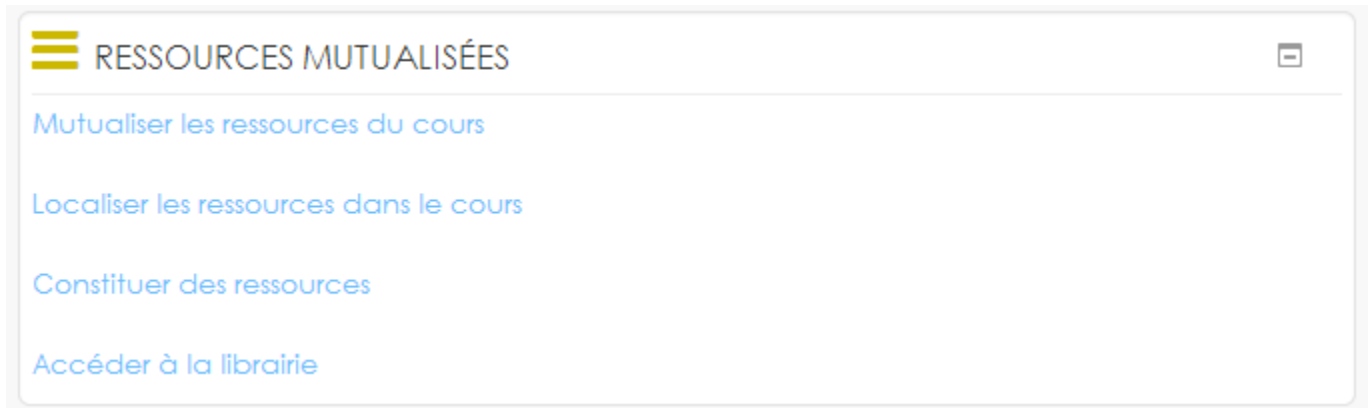 RESSOURCES MUTUALISÉES
Mutualiser les ressources du cours
Localiser les ressources dans le cours
Constituer des ressources
Accéder à la librairie